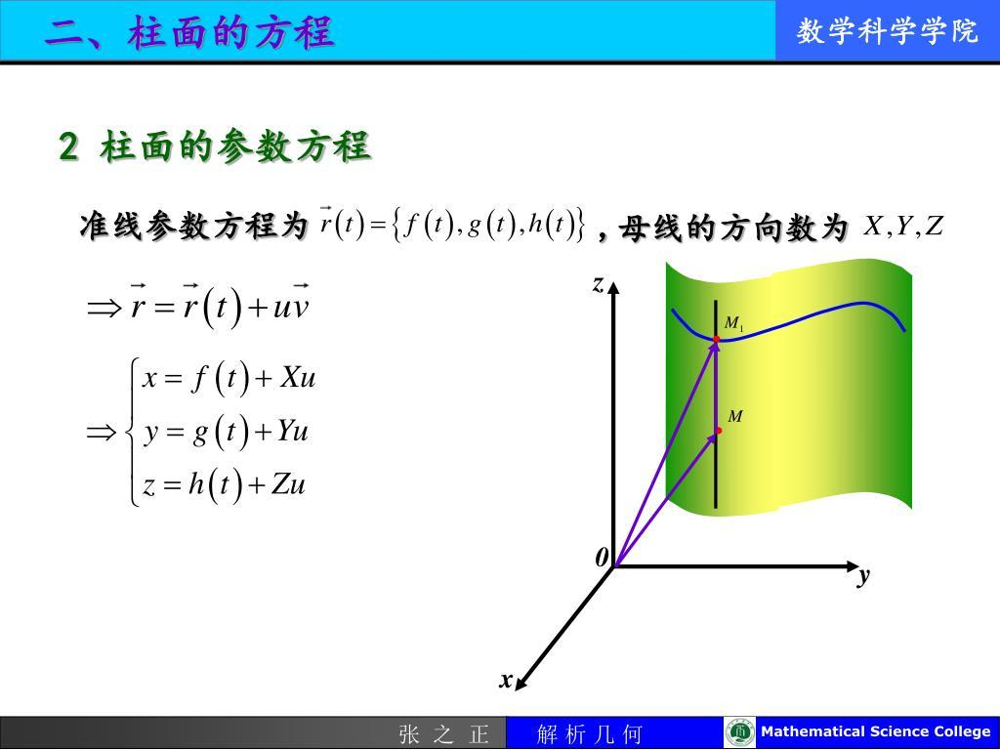 二、柱面的方程
数学科学学院
2 柱面的参数方程
准线参数方程为 r⃗(t)={f(t),g(t),h(t)} ，母线的方向数为 X,Y,Z
⇒ r⃗ = r⃗(t)+uv⃗
⇒ { x = f(t)+Xu
y = g(t)+Yu
z = h(t)+Zu
z
M₁
M
0
y
x
张 之 正
解 析 几 何
Mathematical Science College